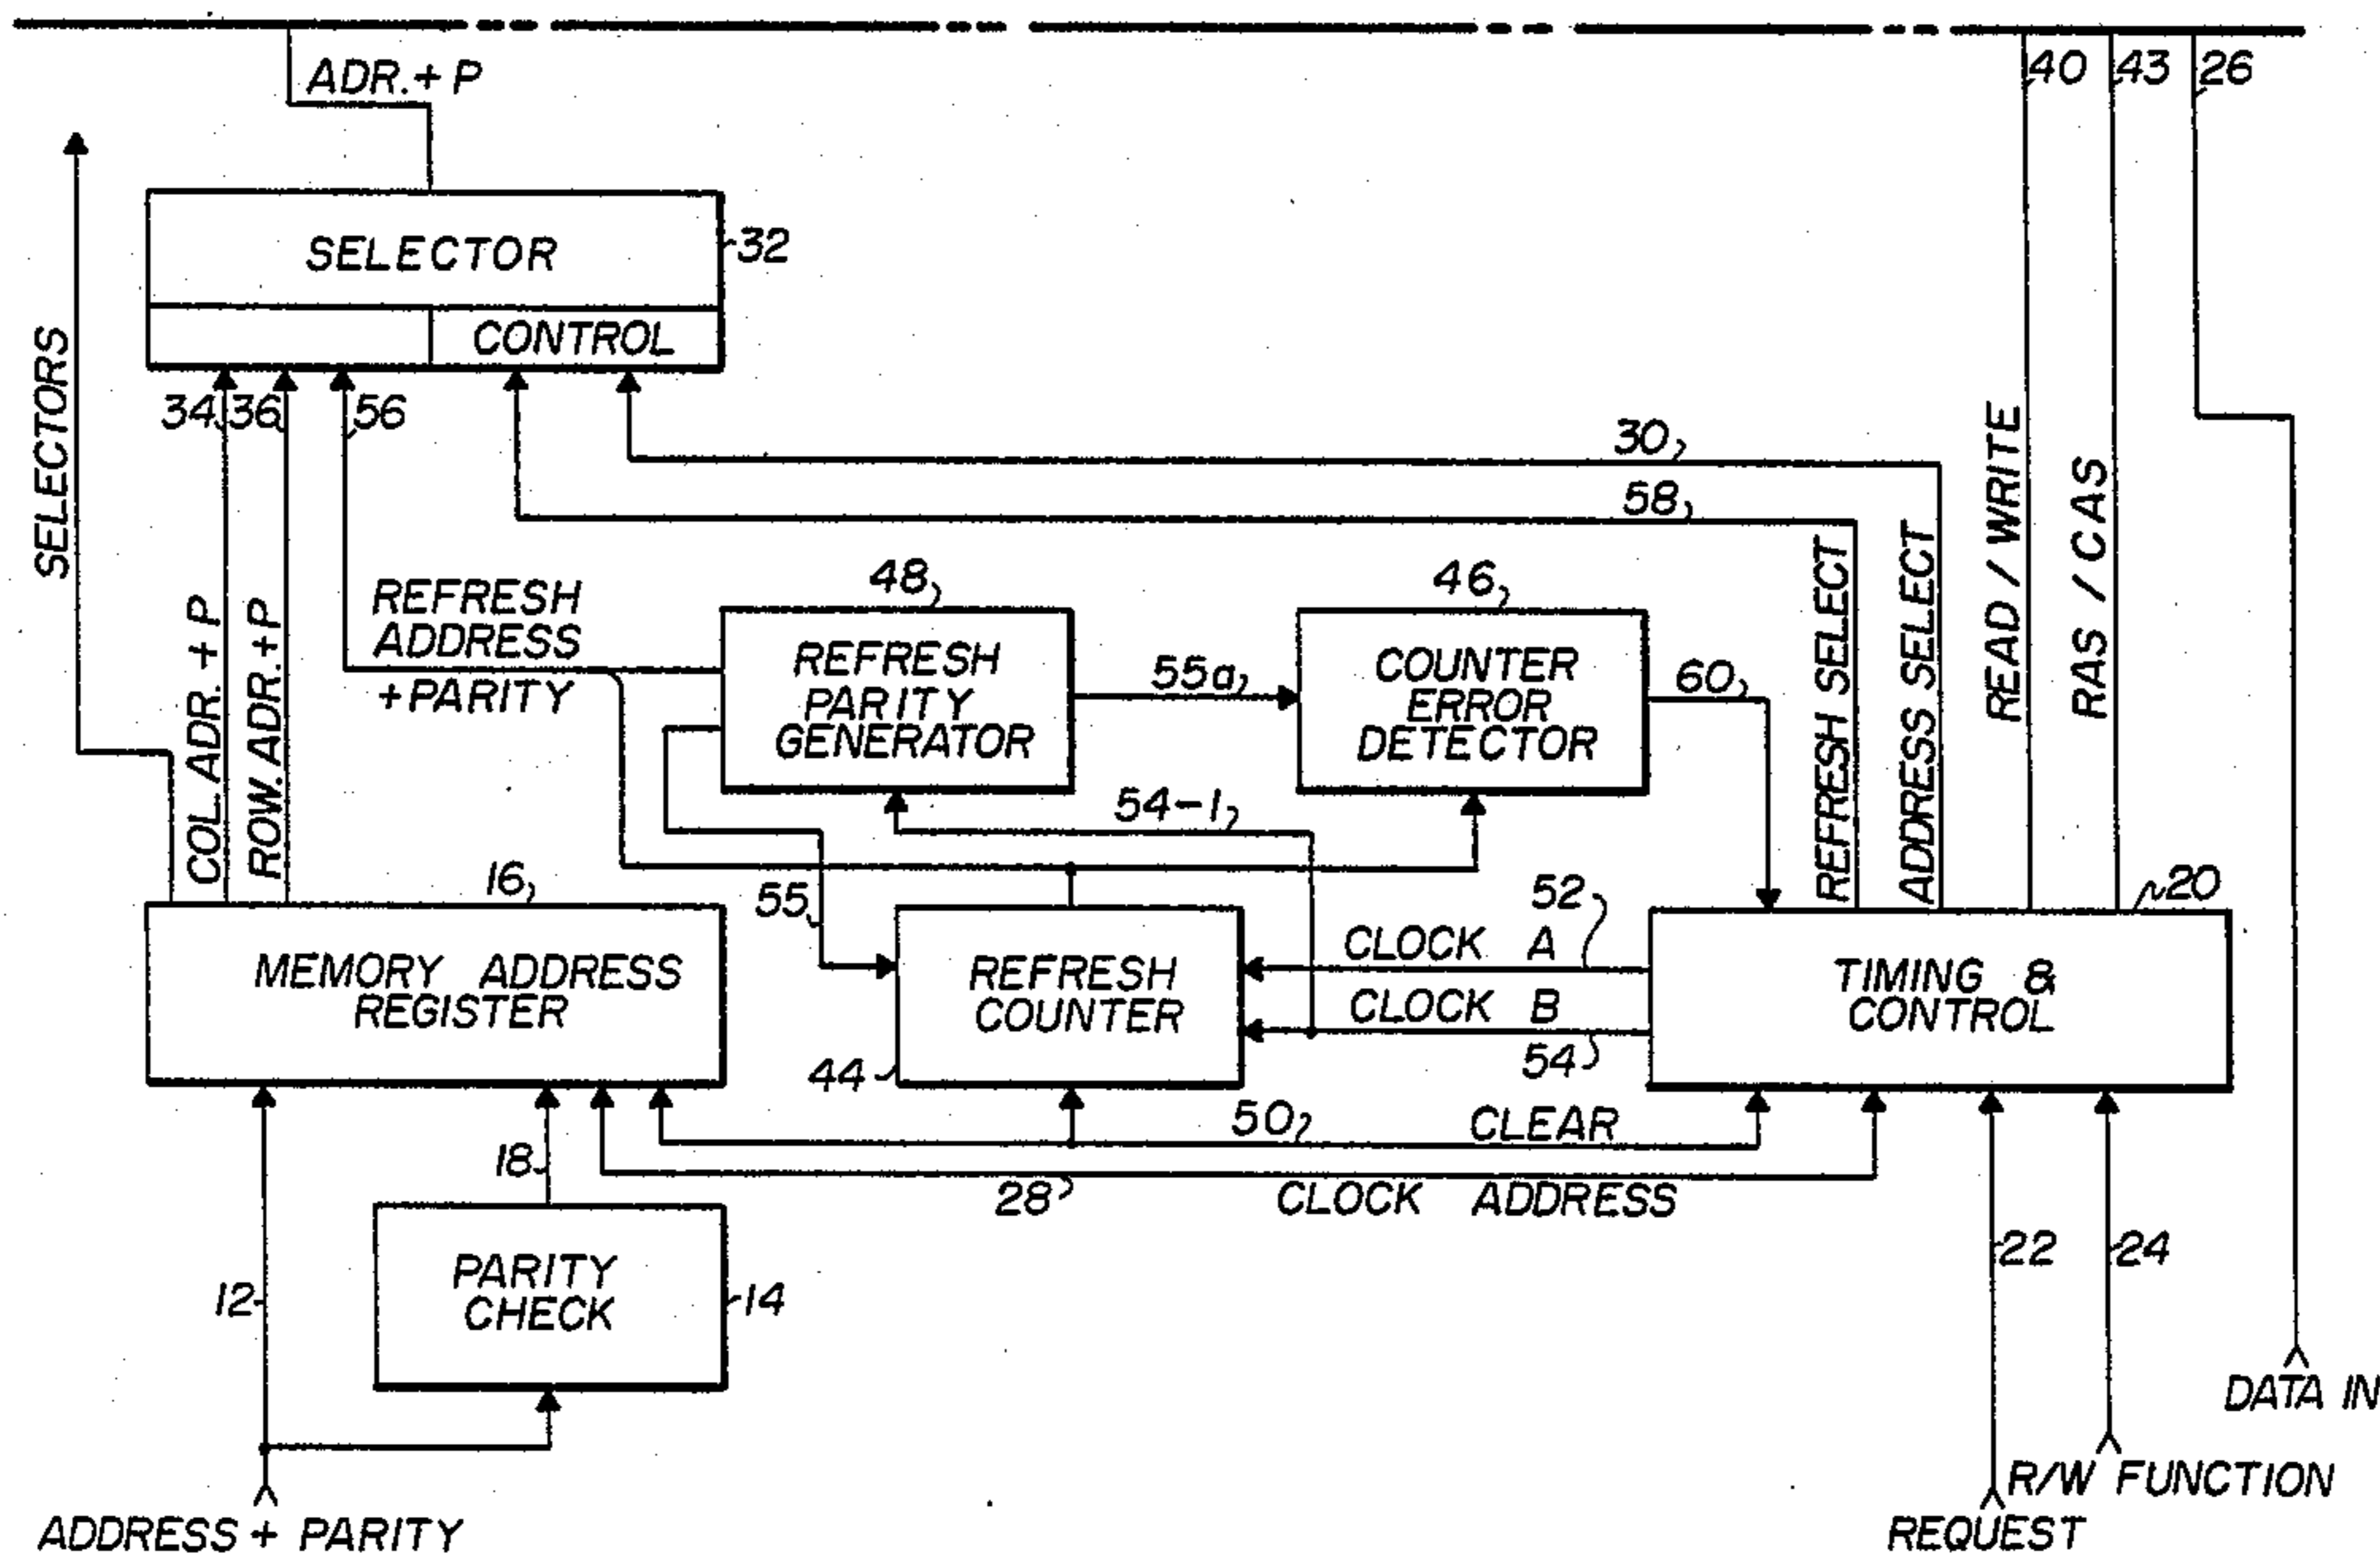 ADR. + P
40
43
26
SELECTOR
32
CONTROL
SELECTORS
34
36
56
30
58
READ / WRITE
RAS / CAS
REFRESH SELECT
ADDRESS SELECT
COL. ADR. + P
ROW. ADR. + P
REFRESH
ADDRESS
+ PARITY
48
REFRESH
PARITY
GENERATOR
55a
46
COUNTER
ERROR
DETECTOR
60
54-1
16
55
52
20
MEMORY ADDRESS
REGISTER
REFRESH
COUNTER
44
CLOCK A
CLOCK B
54
TIMING &
CONTROL
50
CLEAR
18
28
CLOCK ADDRESS
12
PARITY
CHECK
14
22
24
DATA IN
R/W FUNCTION
REQUEST
ADDRESS + PARITY